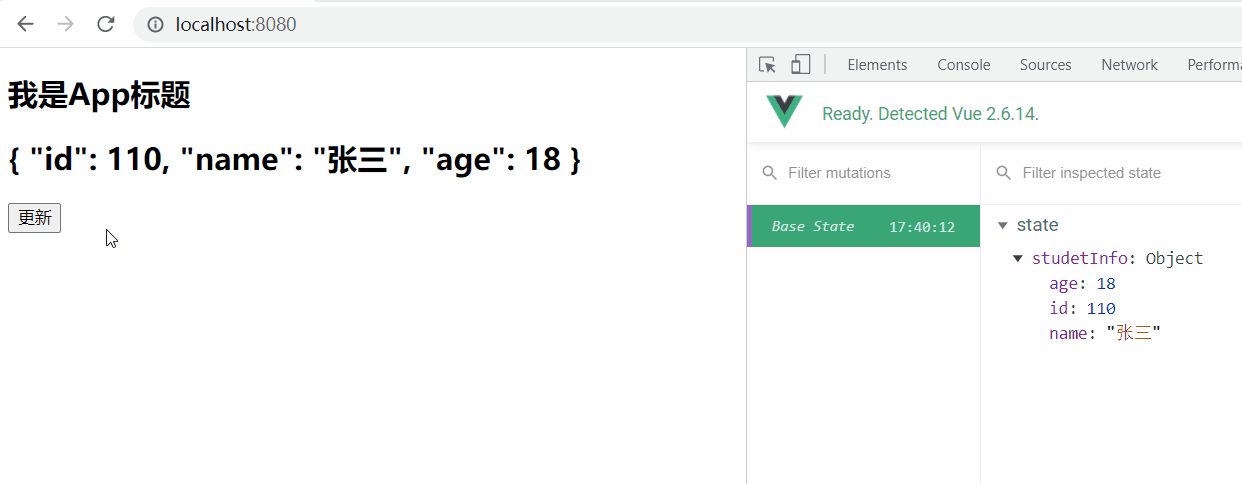 localhost:8080
我是App标题
{ "id": 110, "name": "张三", "age": 18 }
更新
Elements Console Sources Network Performa
Ready. Detected Vue 2.6.14.
Filter mutations
Filter inspected state
Base State 17:40:12
state
studetInfo: Object
age: 18
id: 110
name: "张三"